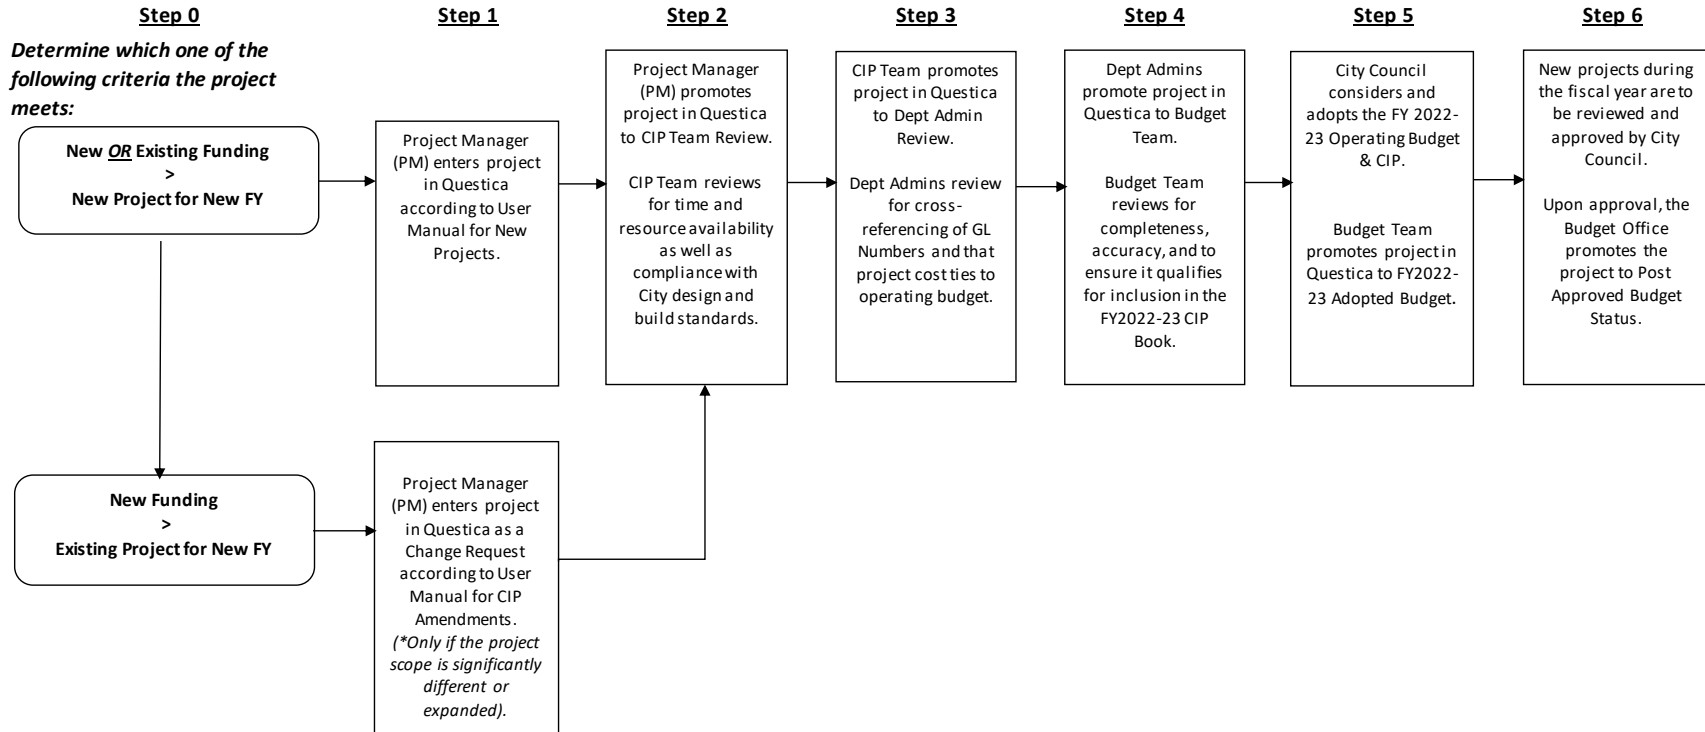 Step 0
Determine which one of the
following criteria the project
meets:
New OR Existing Funding
>
New Project for New FY
New Funding
>
Existing Project for New FY
Step 1
Project Manager
(PM) enters project
in Questica
according to User
Manual for New
Projects.
Project Manager
(PM) enters project
in Questica as a
Change Request
according to User
Manual for CIP
Amendments.
(*Only if the project
scope is significantly
different or
expanded).
Step 2
Project Manager
(PM) promotes
project in Questica
to CIP Team Review.
CIP Team reviews
for time and
resource availability
as well as
compliance with
City design and
build standards.
Step 3
CIP Team promotes
project in Questica
to Dept Admin
Review.
Dept Admins review
for cross-
referencing of GL
Numbers and that
project cost ties to
operating budget.
Step 4
Dept Admins
promote project in
Questica to Budget
Team.
Budget Team
reviews for
completeness,
accuracy, and to
ensure it qualifies
for inclusion in the
FY2022-23 CIP
Book.
Step 5
City Council
considers and
adopts the FY 2022-
23 Operating Budget
& CIP.
Budget Team
promotes project in
Questica to FY2022-
23 Adopted Budget.
Step 6
New projects during
the fiscal year are to
be reviewed and
approved by City
Council.
Upon approval, the
Budget Office
promotes the
project to Post
Approved Budget
Status.